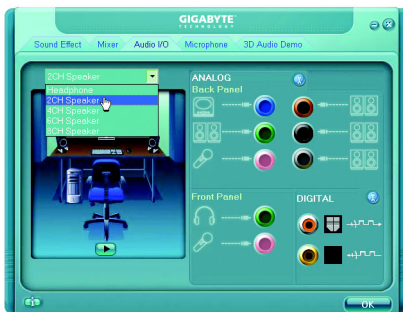 GIGABYTE
TECHNOLOGY
Sound Effect Mixer Audio I/O Microphone 3D Audio Demo
2CH Speaker
Headphone
2CH Speaker
4CH Speaker
6CH Speaker
8CH Speaker
ANALOG
Back Panel
Front Panel
DIGITAL
OK